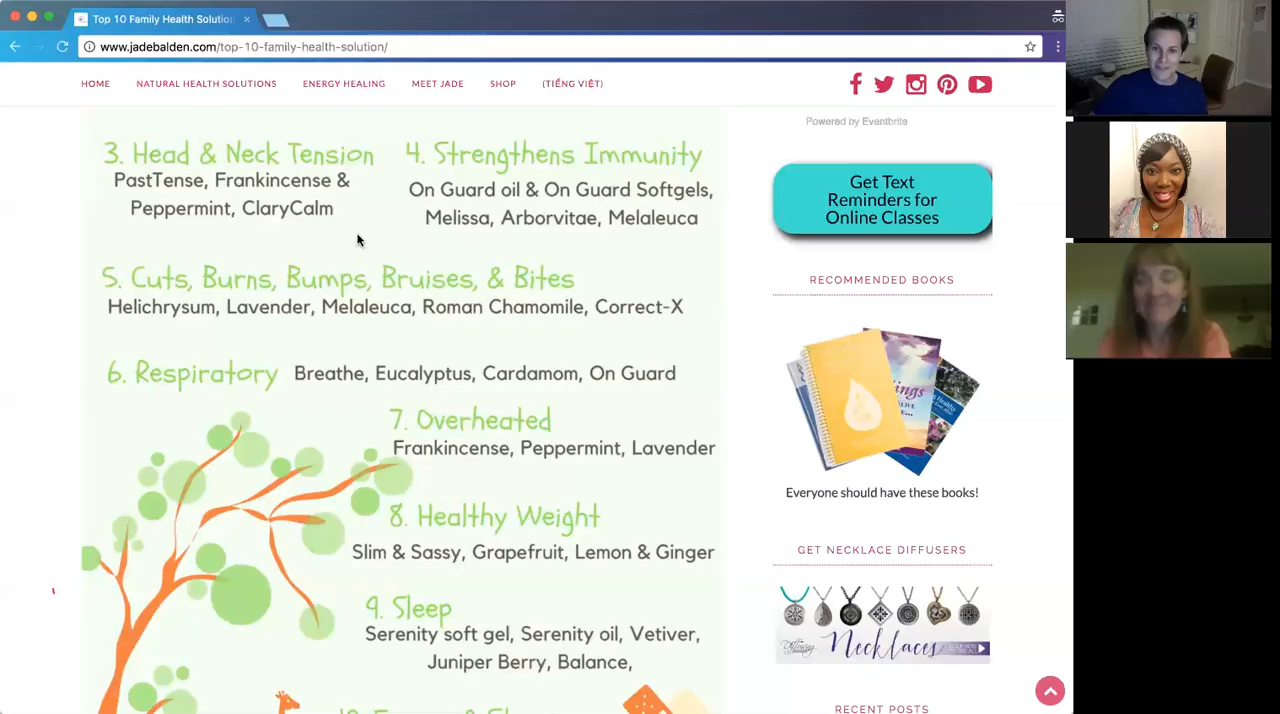 Top 10 Family Health Solutio
www.jadebalden.com/top-10-family-health-solution/
HOME
NATURAL HEALTH SOLUTIONS
ENERGY HEALING
MEET JADE
SHOP
(TIẾNG VIỆT)
3. Head & Neck Tension
PastTense, Frankincense &
Peppermint, ClaryCalm
4. Strengthens Immunity
On Guard oil & On Guard Softgels,
Melissa, Arborvitae, Melaleuca
5. Cuts, Burns, Bumps, Bruises, & Bites
Helichrysum, Lavender, Melaleuca, Roman Chamomile, Correct-X
6. Respiratory
Breathe, Eucalyptus, Cardamom, On Guard
7. Overheated
Frankincense, Peppermint, Lavender
8. Healthy Weight
Slim & Sassy, Grapefruit, Lemon & Ginger
9. Sleep
Serenity soft gel, Serenity oil, Vetiver,
Juniper Berry, Balance,
Powered by Eventbrite
Get Text
Reminders for
Online Classes
RECOMMENDED BOOKS
Everyone should have these books!
GET NECKLACE DIFFUSERS
Necklaces
RECENT POSTS